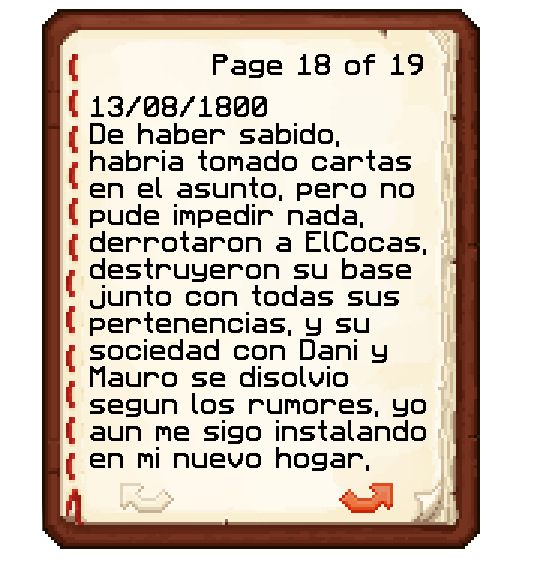 Page 18 of 19
13/08/1800
De haber sabido,
habria tomado cartas
en el asunto, pero no
pude impedir nada,
derrotaron a ElCocas,
destruyeron su base
junto con todas sus
pertenencias, y su
sociedad con Dani y
Mauro se disolvio
segun los rumores, yo
aun me sigo instalando
en mi nuevo hogar,